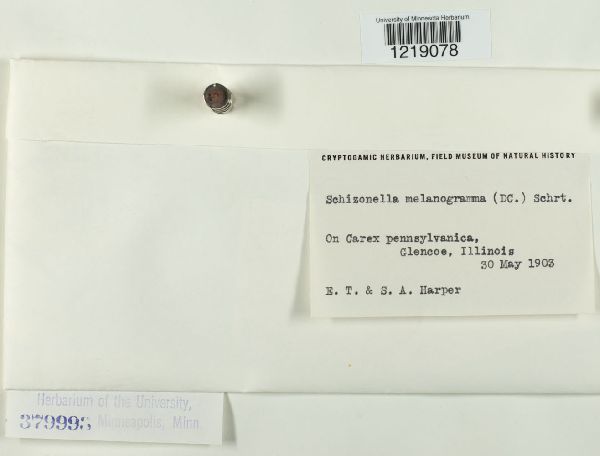 University of Minnesota Herbarium
1219078
CRYPTOGAMIC HERBARIUM, FIELD MUSEUM OF NATURAL HISTORY
Schizonella melanogramma (DC.) Schrt.
On Carex pennsylvanica,
Glencoe, Illinois
30 May 1903
E. T. & S. A. Harper
Herbarium of the University,
Minneapolis, Minn.